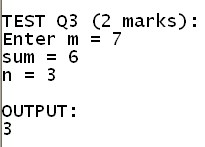 TEST Q3 (2 marks):
Enter m = 7
sum = 6
n = 3
OUTPUT:
3